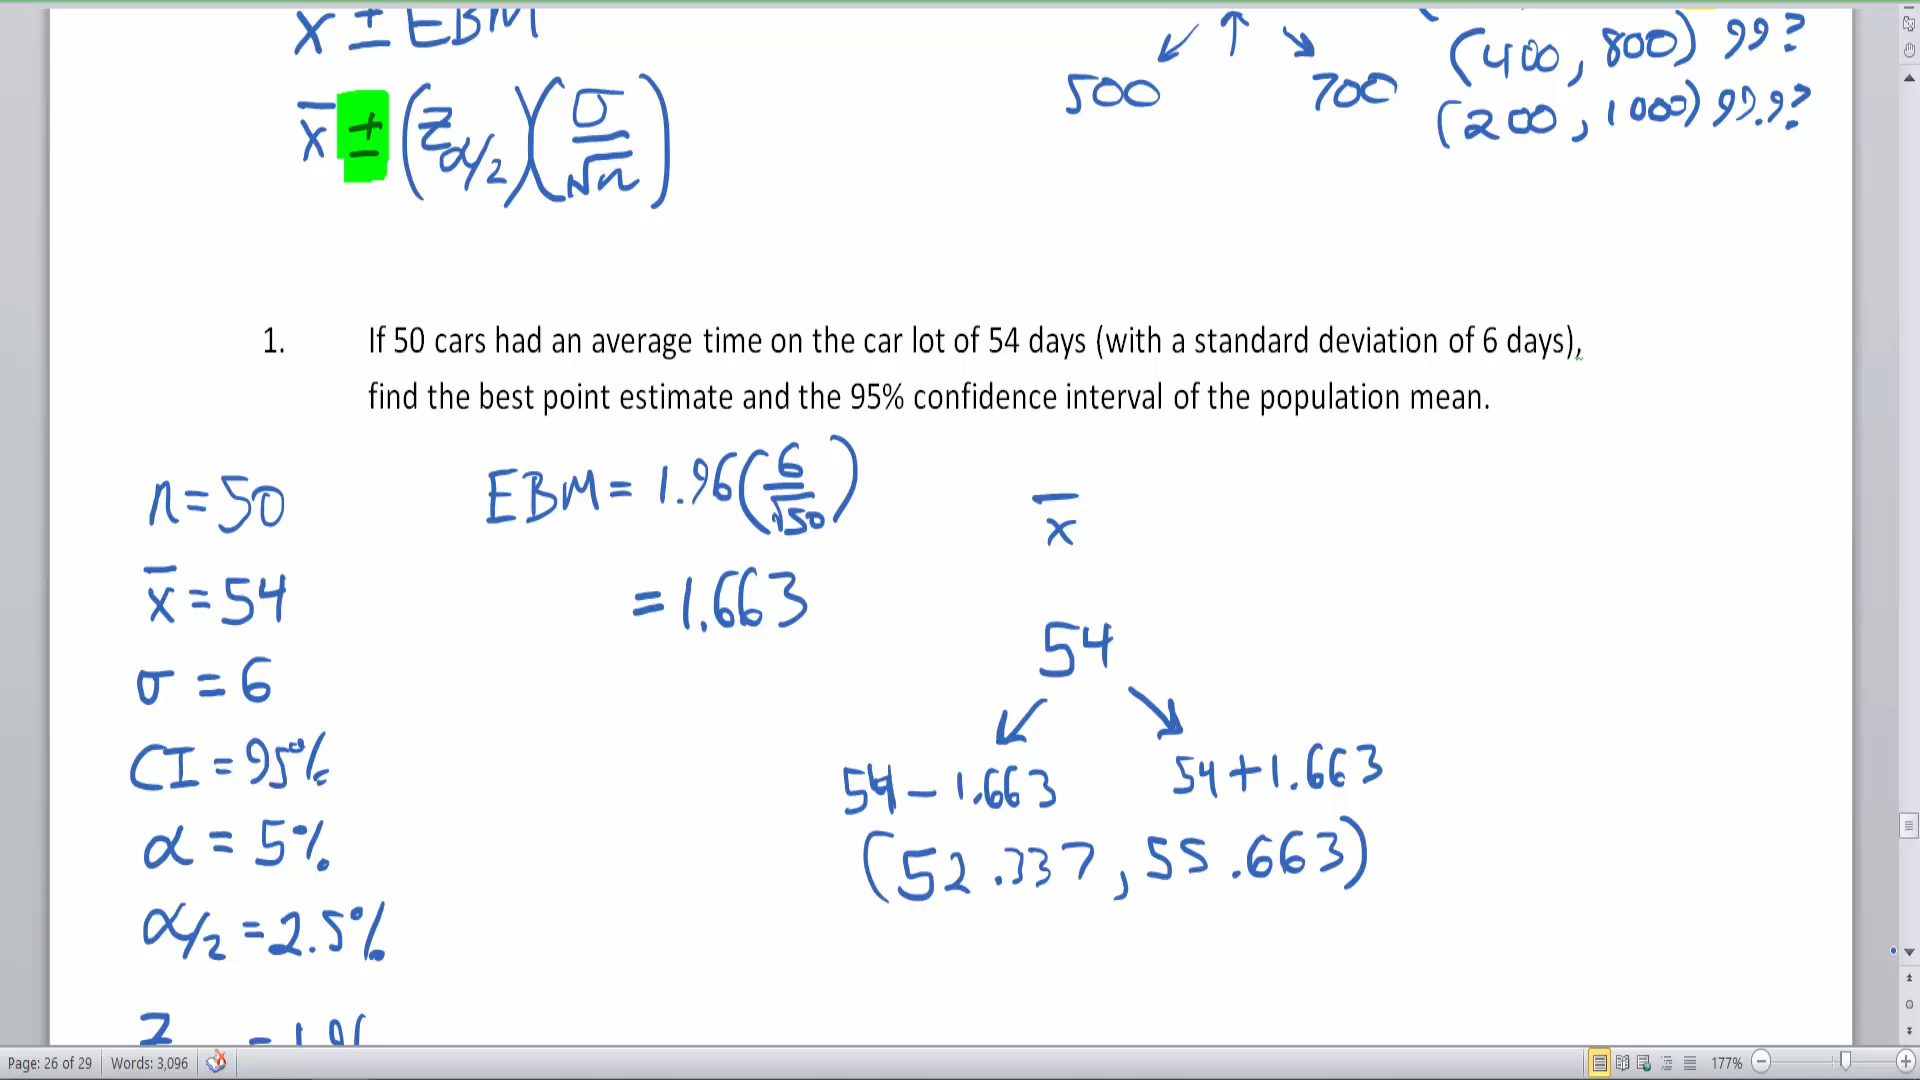 x ± EBM
x̄ ± (z_α/2)(σ/√n)
500 700
(400, 800) 99?
(200, 1000) 99.9?
1. If 50 cars had an average time on the car lot of 54 days (with a standard deviation of 6 days),
find the best point estimate and the 95% confidence interval of the population mean.
n = 50
x̄ = 54
σ = 6
CI = 95%
α = 5%
α/2 = 2.5%
EBM = 1.96(6/√50)
= 1.663
x̄
54
54 - 1.663 54 + 1.663
(52.337, 55.663)
Page: 26 of 29 Words: 3,096 177%